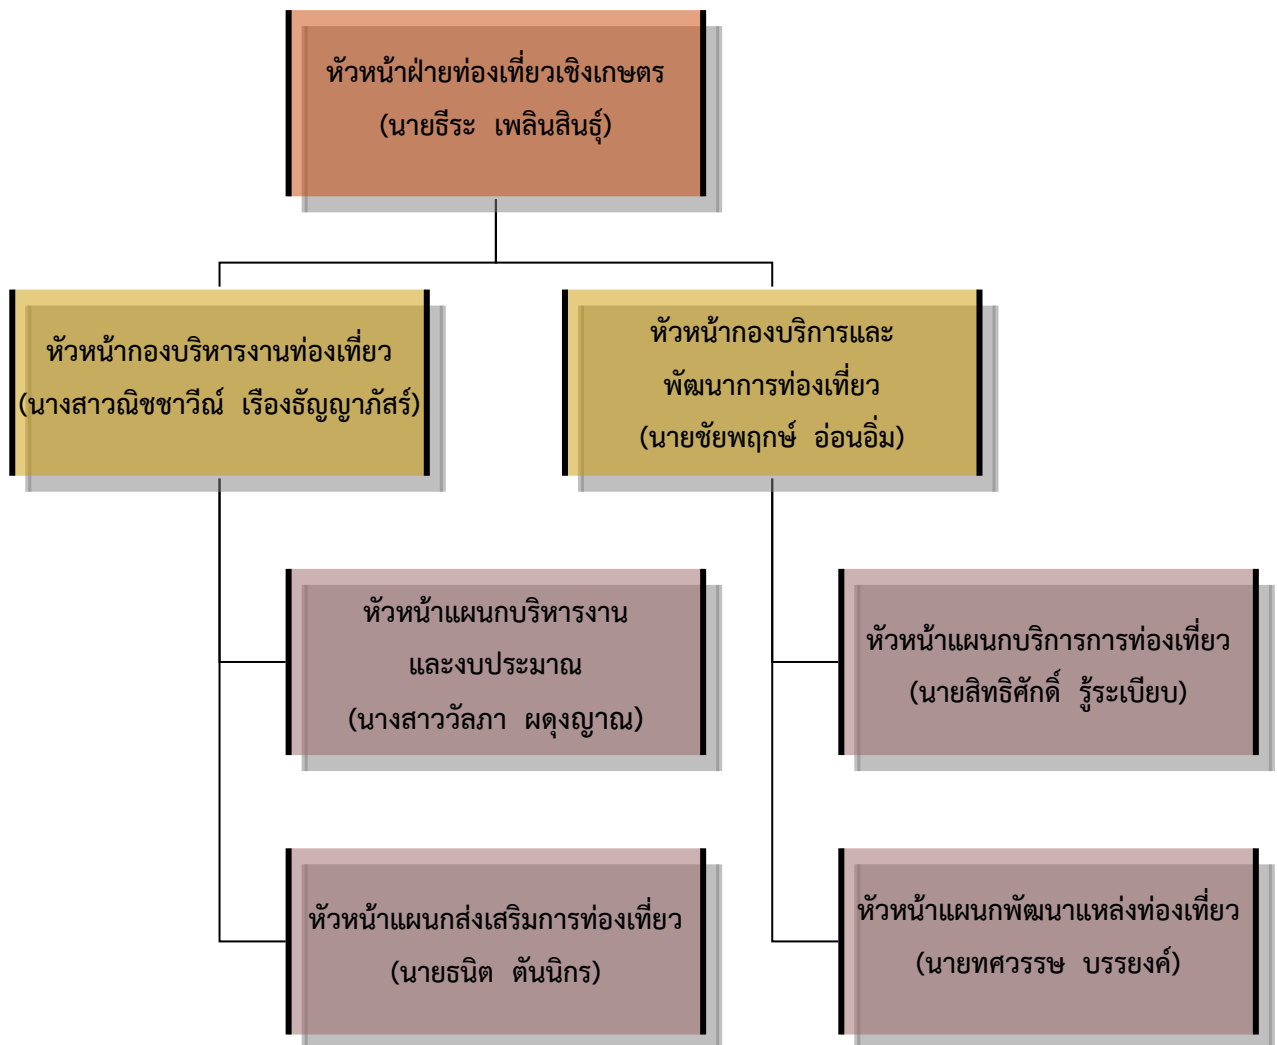 หัวหน้าฝ่ายท่องเที่ยวเชิงเกษตร
(นายธีระ เพลินสินธุ์)
หัวหน้ากองบริหารงานท่องเที่ยว
(นางสาวณิชชาวีณ์ เรืองธัญญาภัสร์)
หัวหน้ากองบริการและ
พัฒนาการท่องเที่ยว
(นายชัยพฤกษ์ อ่อนอิ่ม)
หัวหน้าแผนกบริหารงาน
และงบประมาณ
(นางสาววัลภา ผดุงญาณ)
หัวหน้าแผนกบริการการท่องเที่ยว
(นายสิทธิศักดิ์ รู้ระเบียบ)
หัวหน้าแผนกส่งเสริมการท่องเที่ยว
(นายธนิต ตันนิกร)
หัวหน้าแผนกพัฒนาแหล่งท่องเที่ยว
(นายทศวรรษ บรรยงค์)